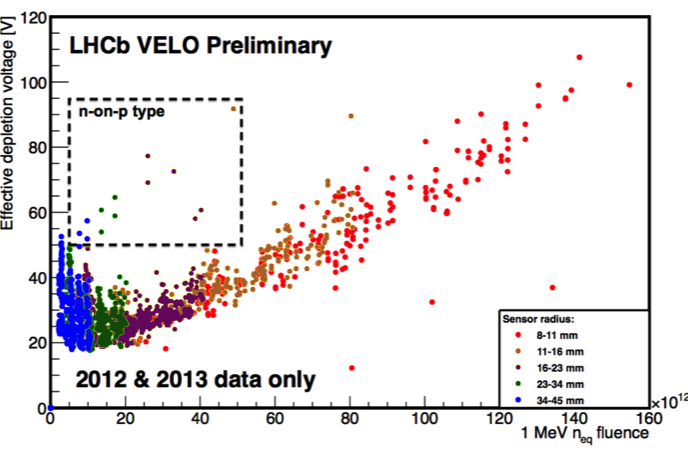 Effective depletion voltage [V]
120
100
80
60
40
20
0
LHCb VELO Preliminary
n-on-p type
2012 & 2013 data only
Sensor radius:
8-11 mm
11-16 mm
16-23 mm
23-34 mm
34-45 mm
0 20 40 60 80 100 120 140 160
×10¹²
1 MeV nₑq fluence